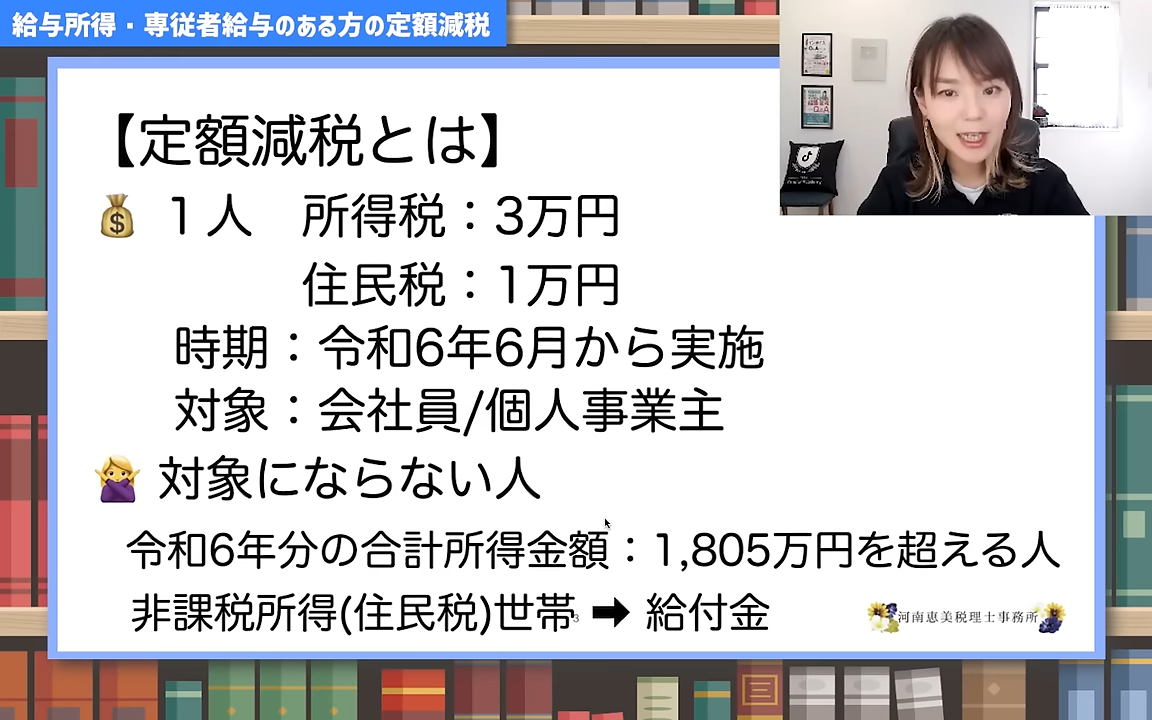 給与所得・専従者給与のある方の定額減税
【定額減税とは】
1人 所得税：3万円
住民税：1万円
時期：令和6年6月から実施
対象：会社員/個人事業主
対象にならない人
令和6年分の合計所得金額：1,805万円を超える人
非課税所得(住民税)世帯 ➡ 給付金
3
河南恵美税理士事務所